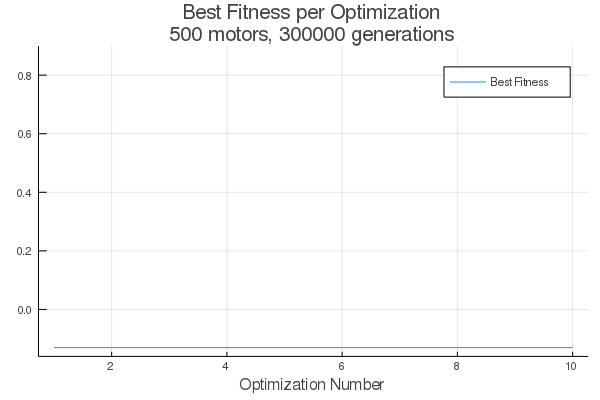 Best Fitness per Optimization
500 motors, 300000 generations
Best Fitness
0.8
0.6
0.4
0.2
0.0
2 4 6 8 10
Optimization Number